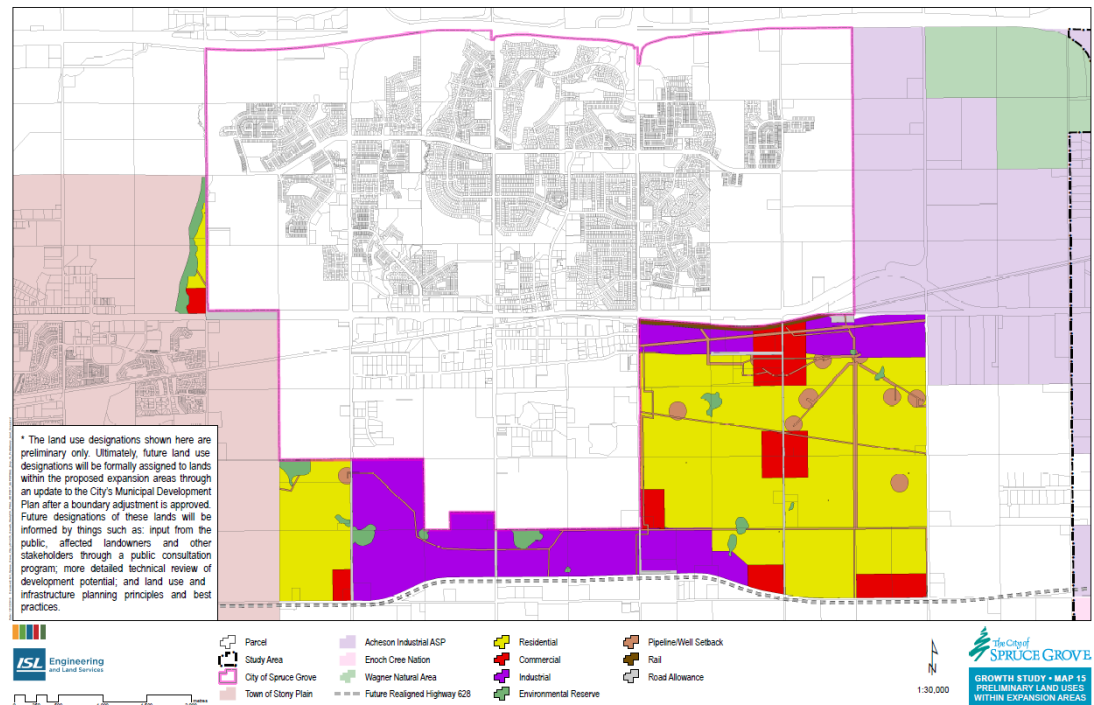 * The land use designations shown here are
preliminary only. Ultimately, future land use
designations will be formally assigned to lands
within the proposed expansion areas through
an update to the City's Municipal Development
Plan after a boundary adjustment is approved.
Future designations of these lands will be
informed by things such as: input from the
public, affected landowners and other
stakeholders through a public consultation
program; more detailed technical review of
development potential; and land use and
infrastructure planning principles and best
practices.
ISL Engineering
and Land Services
metres
Parcel
Study Area
City of Spruce Grove
Town of Stony Plain
Acheson Industrial ASP
Enoch Cree Nation
Wagner Natural Area
Future Realigned Highway 628
Residential
Commercial
Industrial
Environmental Reserve
Pipeline/Well Setback
Rail
Road Allowance
N
1:30,000
The City of
SPRUCE GROVE
GROWTH STUDY • MAP 15
PRELIMINARY LAND USES
WITHIN EXPANSION AREAS